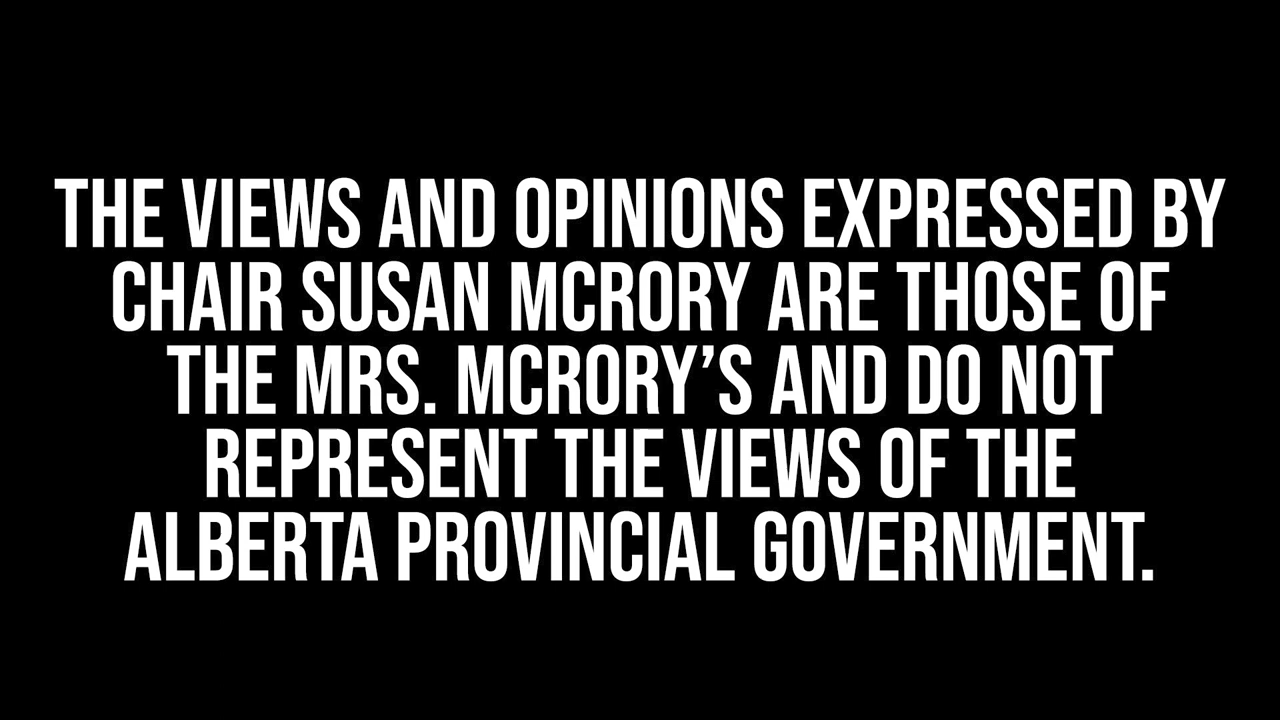 THE VIEWS AND OPINIONS EXPRESSED BY
CHAIR SUSAN MCRORY ARE THOSE OF
THE MRS. MCRORY’S AND DO NOT
REPRESENT THE VIEWS OF THE
ALBERTA PROVINCIAL GOVERNMENT.